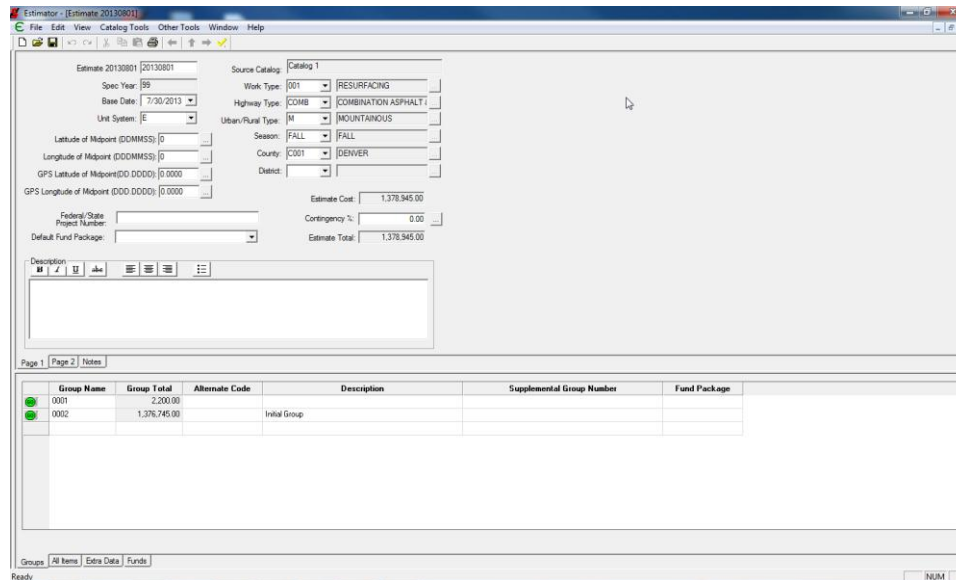 Estimator - [Estimate 20130801]
File Edit View Catalog Tools Other Tools Window Help
Estimate 20130801 20130801 Source Catalog: Catalog 1
Spec Year: 99 Work Type: 001 RESURFACING
Base Date: 7/30/2013 Highway Type: COMB COMBINATION ASPHALT
Unit System: E Urban/Rural Type: M MOUNTAINOUS
Latitude of Midpoint (DDMMSS): 0 ... Season: FALL FALL
Longitude of Midpoint (DDDMMSS): 0 ... County: C001 DENVER
GPS Latitude of Midpoint(DD.DDDD): 0.0000 ... District:
GPS Longitude of Midpoint (DDD.DDDD): 0.0000 ... Estimate Cost: 1,378,945.00
Federal/State
Project Number: Contingency %: 0.00 ...
Default Fund Package: Estimate Total: 1,378,945.00
Description
B I U abc
Page 1 Page 2 Notes
Group Name Group Total Alternate Code Description Supplemental Group Number Fund Package
0001 2,200.00
0002 1,376,745.00 Initial Group
Groups All Items Extra Data Funds
Ready NUM